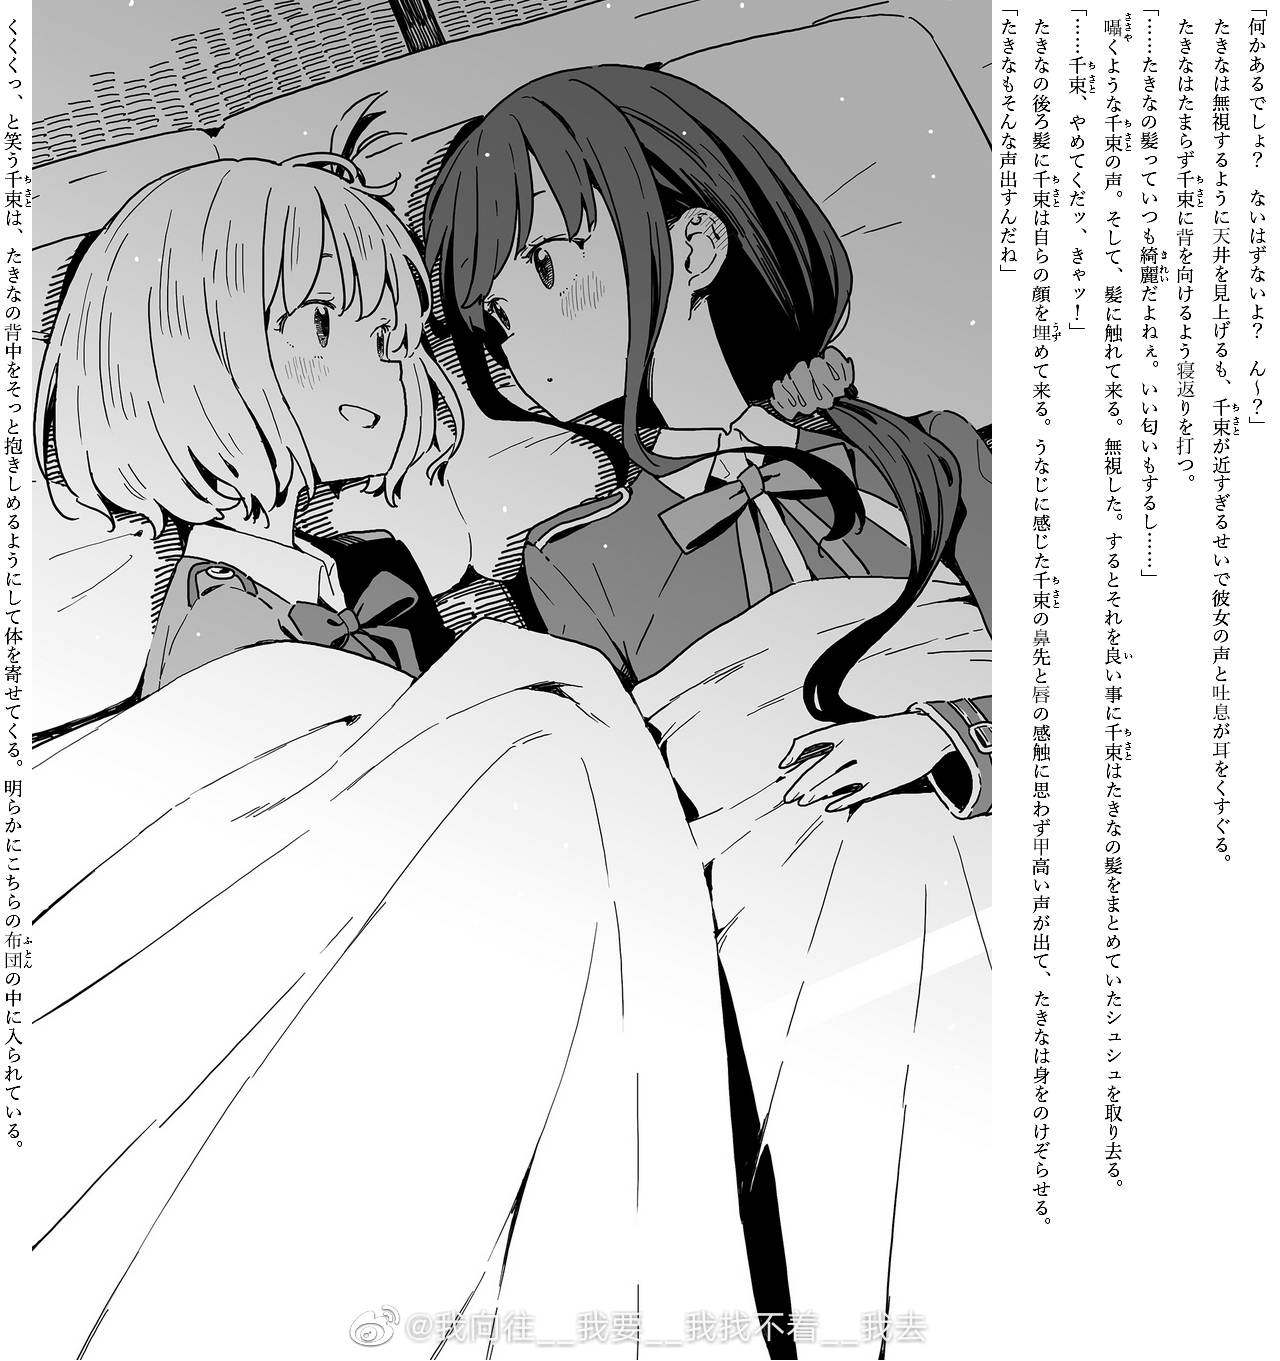 「何かあるでしょ？　ないはずないよ？　ん～？」
たきなは無視するように天井を見上げるも、千束が近すぎるせいで彼女の声と吐息が耳をくすぐる。
たきなはたまらず千束に背を向けるよう寝返りを打つ。
「……たきなの髪っていつも綺麗だよねぇ。いい匂いもするし……」
囁くような千束の声。そして、髪に触れて来る。無視した。するとそれを良い事に千束はたきなの髪をまとめていたシュシュを取り去る。
「……千束、やめてくだッ、きゃッ！」
たきなの後ろ髪に千束は自らの顔を埋めて来る。うなじに感じた千束の鼻先と唇の感触に思わず甲高い声が出て、たきなは身をのけぞらせる。
「たきなもそんな声出すんだね」
くくくっ、と笑う千束は、たきなの背中をそっと抱きしめるようにして体を寄せてくる。明らかにこちらの布団の中に入られている。
@我向往__我要__我找不着__我去